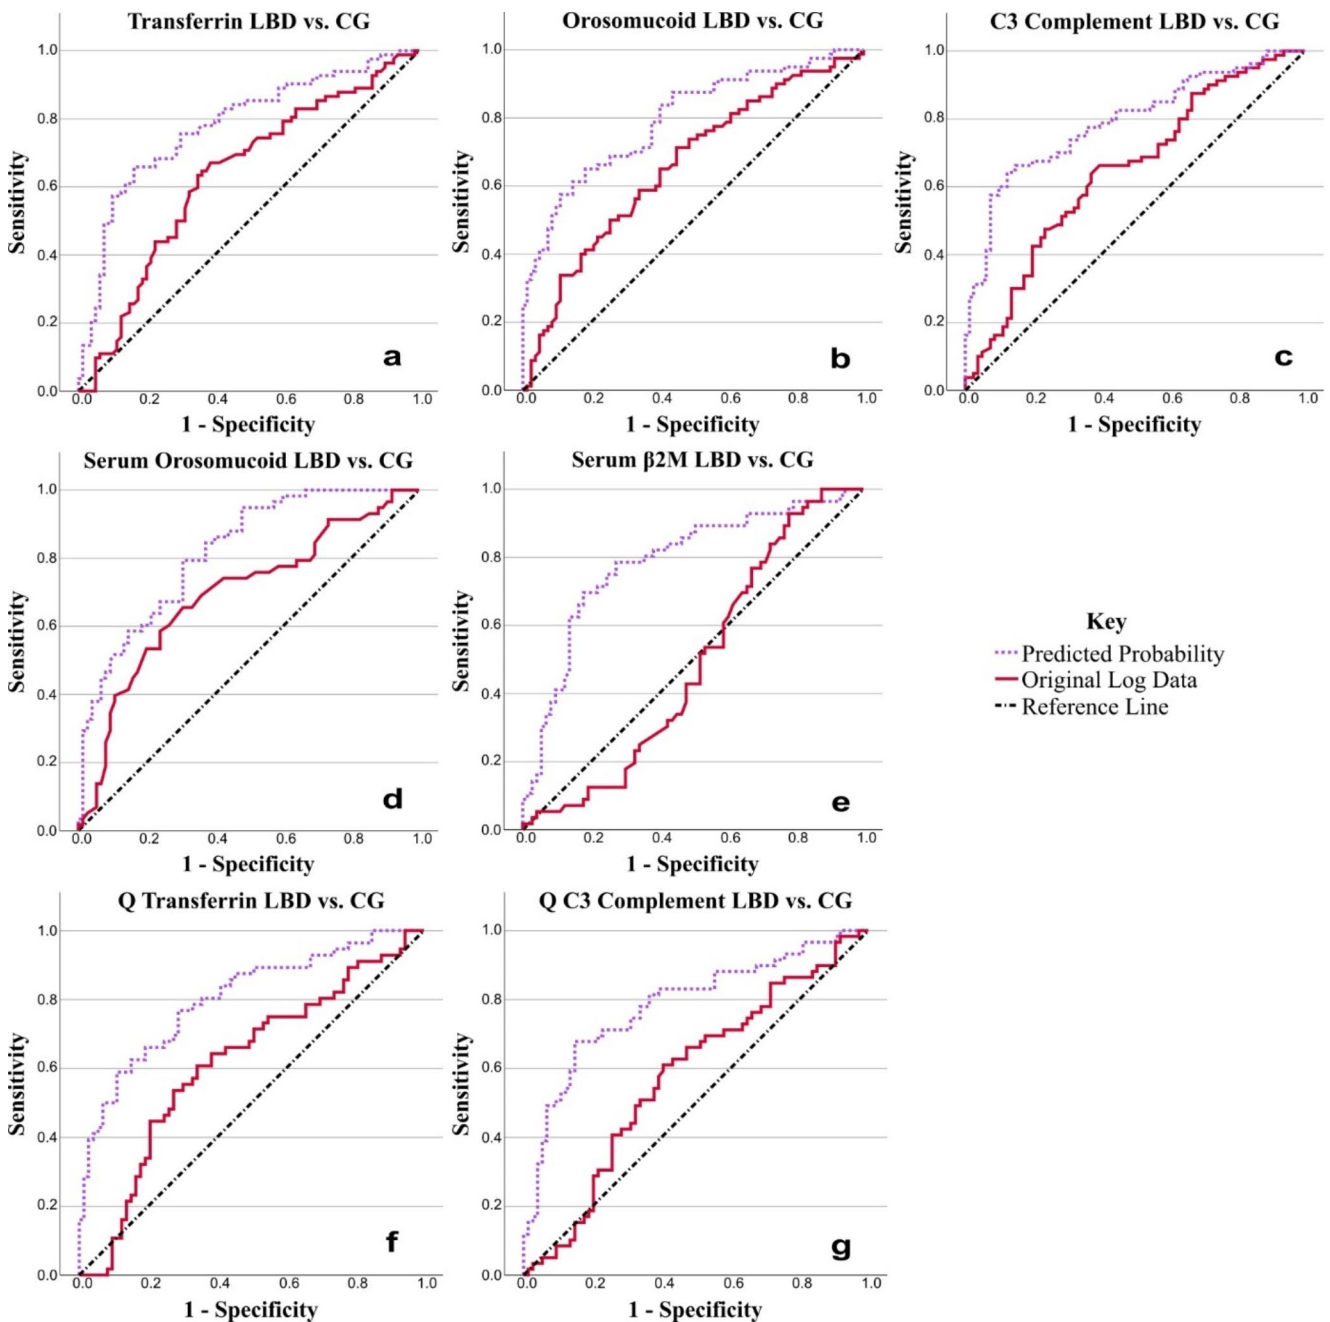 Transferrin LBD vs. CG
Sensitivity
1.0
0.8
0.6
0.4
0.2
0.0
0.0 0.2 0.4 0.6 0.8 1.0
1 - Specificity
a
Orosomucoid LBD vs. CG
Sensitivity
1.0
0.8
0.6
0.4
0.2
0.0
0.0 0.2 0.4 0.6 0.8 1.0
1 - Specificity
b
C3 Complement LBD vs. CG
Sensitivity
1.0
0.8
0.6
0.4
0.2
0.0
0.0 0.2 0.4 0.6 0.8 1.0
1 - Specificity
c
Serum Orosomucoid LBD vs. CG
Sensitivity
1.0
0.8
0.6
0.4
0.2
0.0
0.0 0.2 0.4 0.6 0.8 1.0
1 - Specificity
d
Serum β2M LBD vs. CG
Sensitivity
1.0
0.8
0.6
0.4
0.2
0.0
0.0 0.2 0.4 0.6 0.8 1.0
1 - Specificity
e
Key
Predicted Probability
Original Log Data
Reference Line
Q Transferrin LBD vs. CG
Sensitivity
1.0
0.8
0.6
0.4
0.2
0.0
0.0 0.2 0.4 0.6 0.8 1.0
1 - Specificity
f
Q C3 Complement LBD vs. CG
Sensitivity
1.0
0.8
0.6
0.4
0.2
0.0
0.0 0.2 0.4 0.6 0.8 1.0
1 - Specificity
g